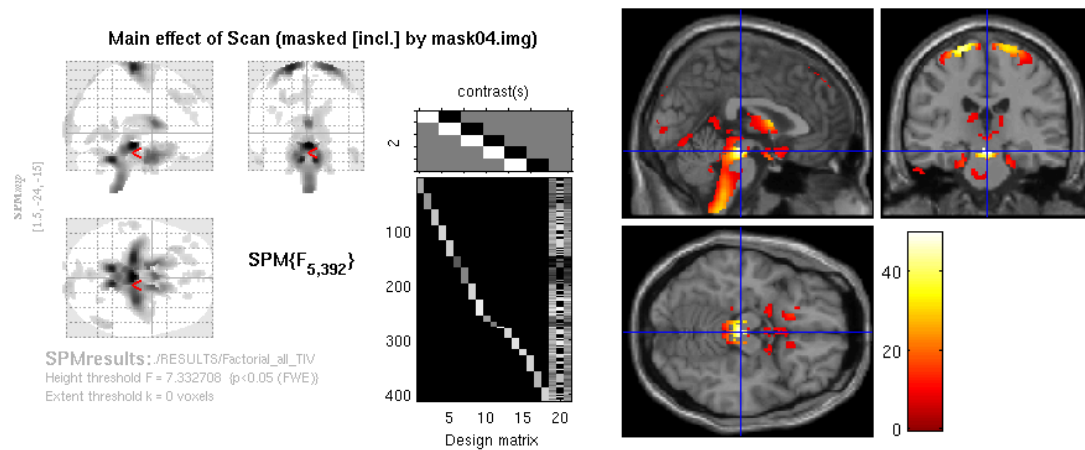 Main effect of Scan (masked [incl.] by mask04.img)
SPMmip
[1.5, -24, -15]
<
<
<
SPM{F5,392}
SPMresults: ./RESULTS/Factorial_all_TIV
Height threshold F = 7.332708 {p<0.05 (FWE)}
Extent threshold k = 0 voxels
contrast(s)
2
100
200
300
400
5 10 15 20
Design matrix
40
20
0